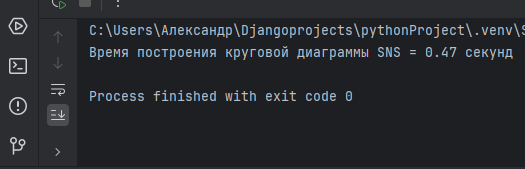 C:\Users\Александр\Djangoprojects\pythonProject\.venv\S
Время построения круговой диаграммы SNS = 0.47 секунд
Process finished with exit code 0